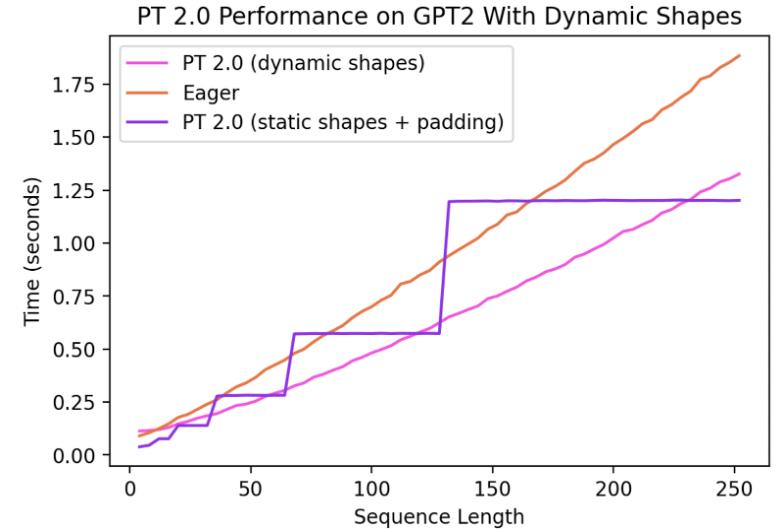 PT 2.0 Performance on GPT2 With Dynamic Shapes
PT 2.0 (dynamic shapes)
Eager
PT 2.0 (static shapes + padding)
Time (seconds)
1.75
1.50
1.25
1.00
0.75
0.50
0.25
0.00
0 50 100 150 200 250
Sequence Length